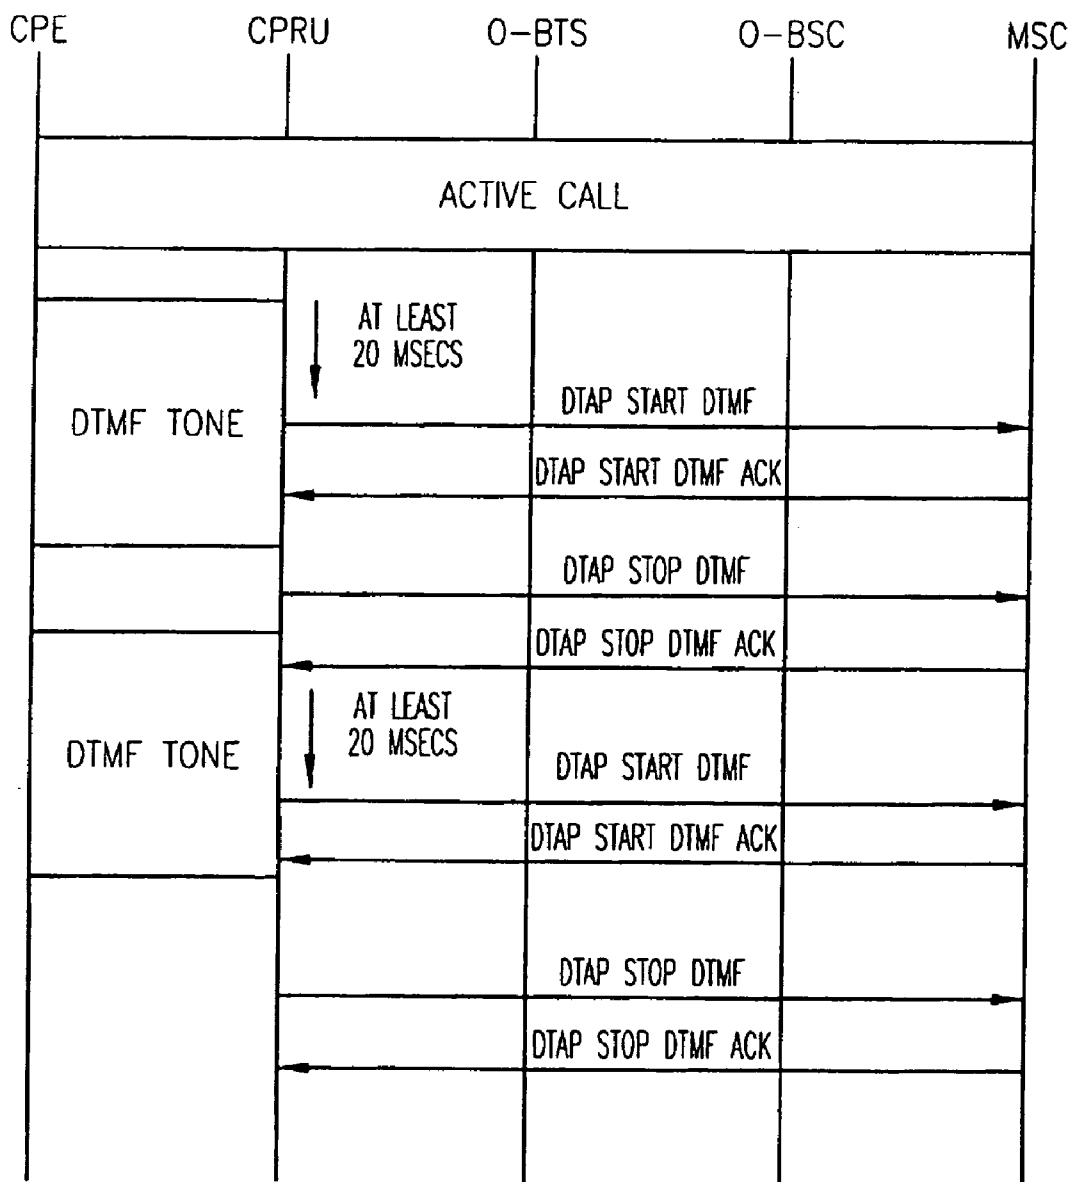 CPE CPRU O-BTS O-BSC MSC
ACTIVE CALL
AT LEAST
20 MSECS
DTMF TONE
DTAP START DTMF
DTAP START DTMF ACK
DTAP STOP DTMF
DTAP STOP DTMF ACK
AT LEAST
20 MSECS
DTMF TONE
DTAP START DTMF
DTAP START DTMF ACK
DTAP STOP DTMF
DTAP STOP DTMF ACK